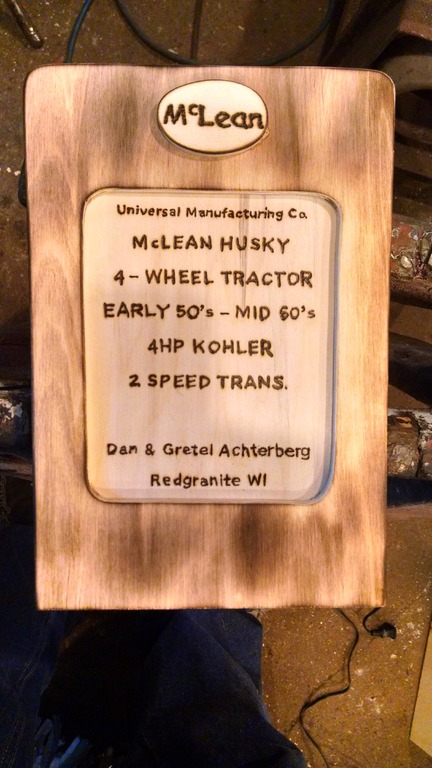 McLean
Universal Manufacturing Co.
McLEAN HUSKY
4-WHEEL TRACTOR
EARLY 50's - MID 60's
4HP KOHLER
2 SPEED TRANS.
Dan & Gretel Achterberg
Redgranite WI